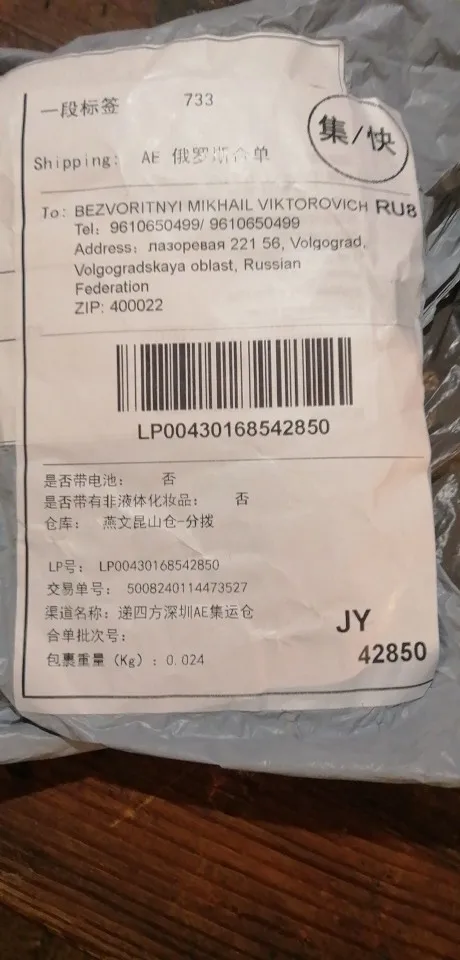 一段标签 733
集/快
Shipping: AE 俄罗斯合单
To: BEZVORITNYI MIKHAIL VIKTOROVICH RU8
Tel: 9610650499/ 9610650499
Address: лазоревая 221 56, Volgograd,
Volgogradskaya oblast, Russian
Federation
ZIP: 400022
LP00430168542850
是否带电池: 否
是否带有非液体化妆品: 否
仓库: 燕文昆山仓-分拨
LP号: LP00430168542850
交易单号: 5008240114473527
渠道名称: 递四方深圳AE集运仓
合单批次号:
包裹重量 (Kg) : 0.024
JY
42850